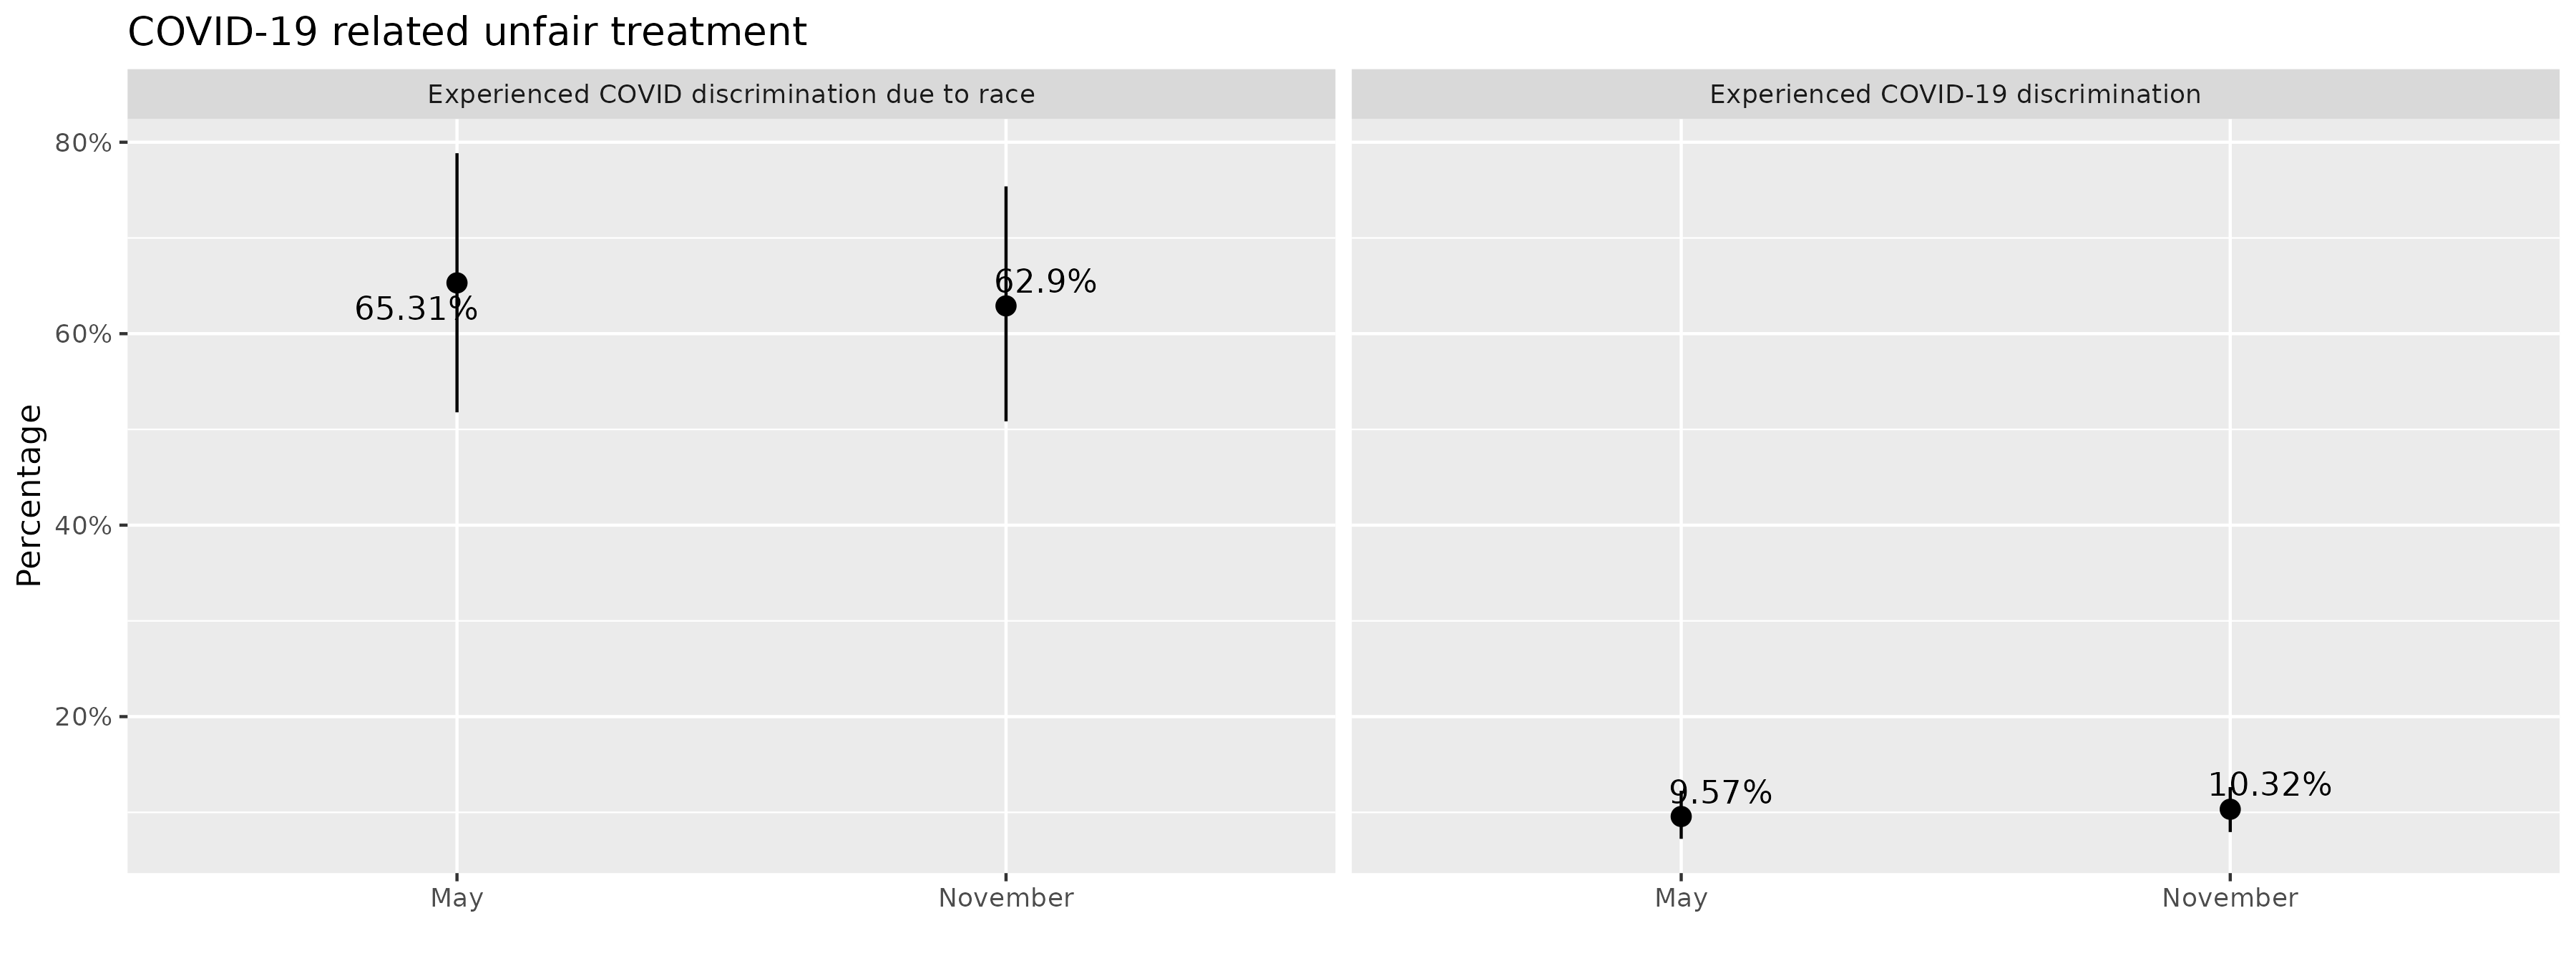 COVID-19 related unfair treatment
Experienced COVID discrimination due to race
Experienced COVID-19 discrimination
Percentage
80%
60%
40%
20%
65.31%
62.9%
9.57%
10.32%
May
November
May
November